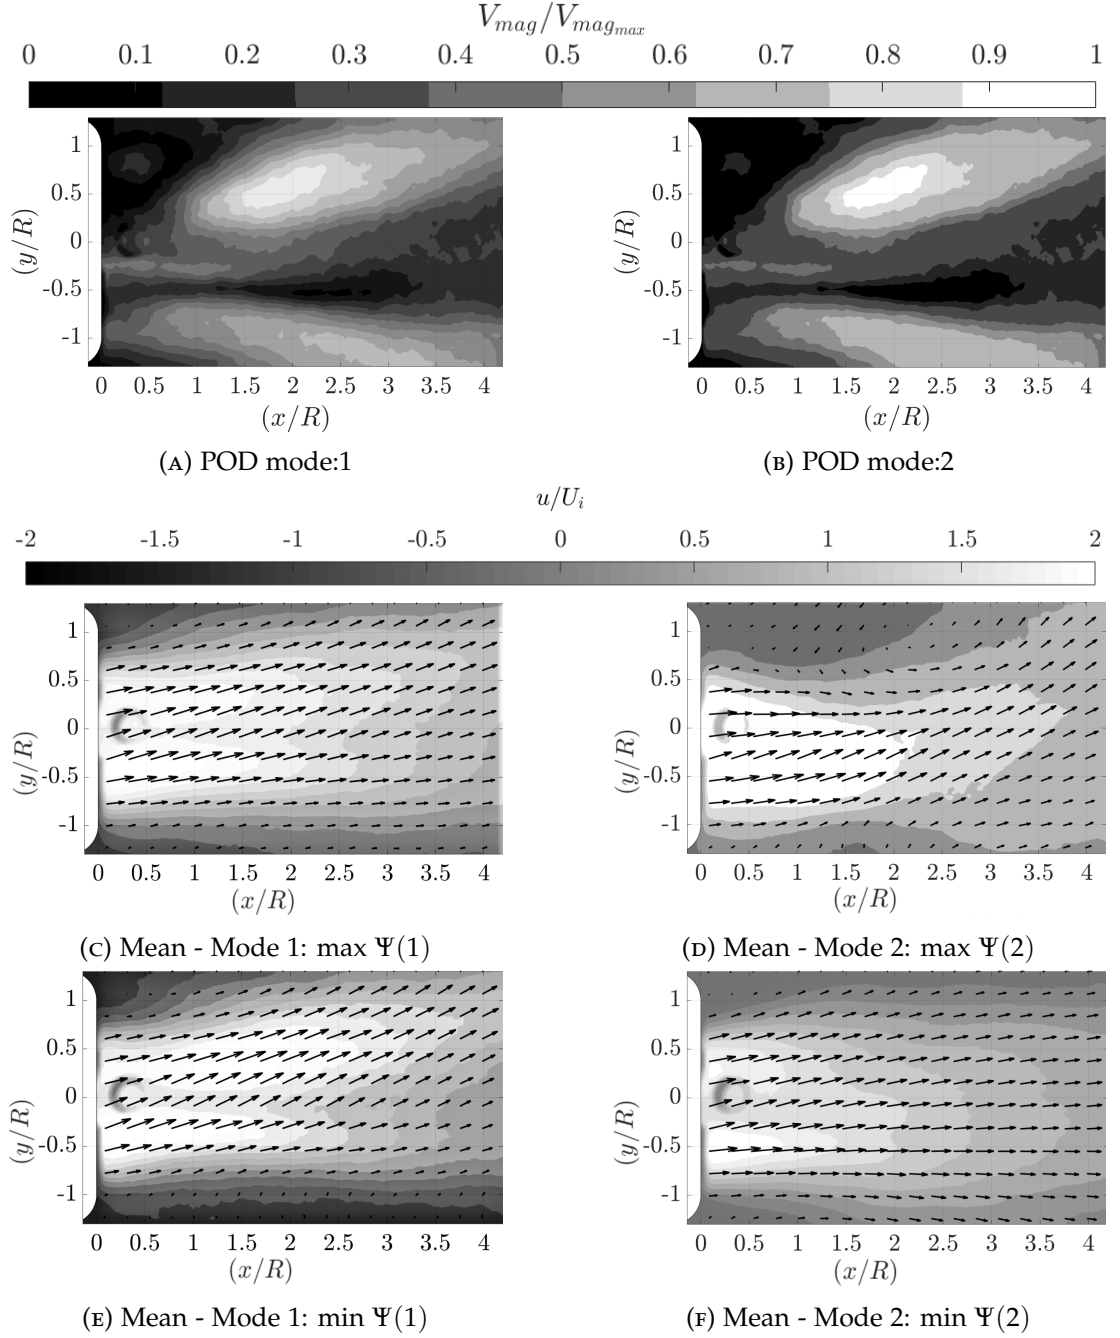 V_{mag}/V_{mag_{max}}
0 0.1 0.2 0.3 0.4 0.5 0.6 0.7 0.8 0.9 1
1 1
0.5 0.5
0 0
-0.5 -0.5
-1 -1
(y/R) (y/R)
0 0.5 1 1.5 2 2.5 3 3.5 4 0 0.5 1 1.5 2 2.5 3 3.5 4
(x/R) (x/R)
(A) POD mode:1 (B) POD mode:2
u/U_i
-2 -1.5 -1 -0.5 0 0.5 1 1.5 2
1 1
0.5 0.5
0 0
-0.5 -0.5
-1 -1
(y/R) (y/R)
0 0.5 1 1.5 2 2.5 3 3.5 4 0 0.5 1 1.5 2 2.5 3 3.5 4
(x/R) (x/R)
(C) Mean - Mode 1: max Ψ(1) (D) Mean - Mode 2: max Ψ(2)
1 1
0.5 0.5
0 0
-0.5 -0.5
-1 -1
(y/R) (y/R)
0 0.5 1 1.5 2 2.5 3 3.5 4 0 0.5 1 1.5 2 2.5 3 3.5 4
(x/R) (x/R)
(E) Mean - Mode 1: min Ψ(1) (F) Mean - Mode 2: min Ψ(2)